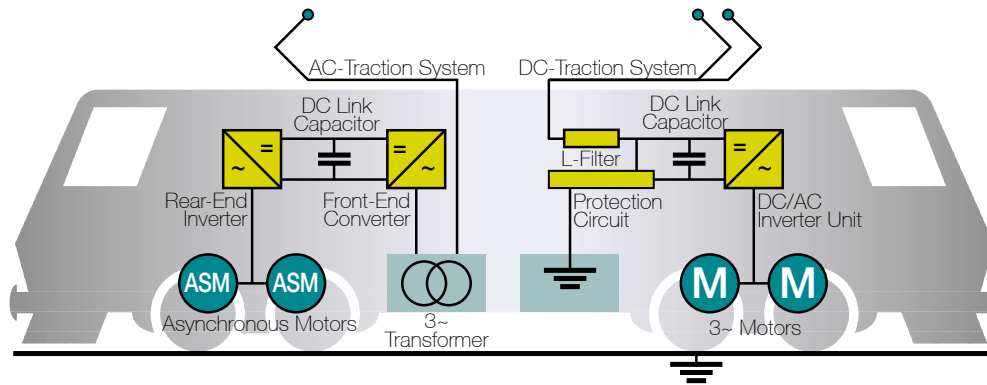 AC-Traction System
DC-Traction System
DC Link
Capacitor
DC Link
Capacitor
=
~
=
~
=
~
L-Filter
Rear-End
Inverter
Front-End
Converter
Protection
Circuit
DC/AC
Inverter Unit
ASM
ASM
M
M
Asynchronous Motors
3~
Transformer
3~ Motors